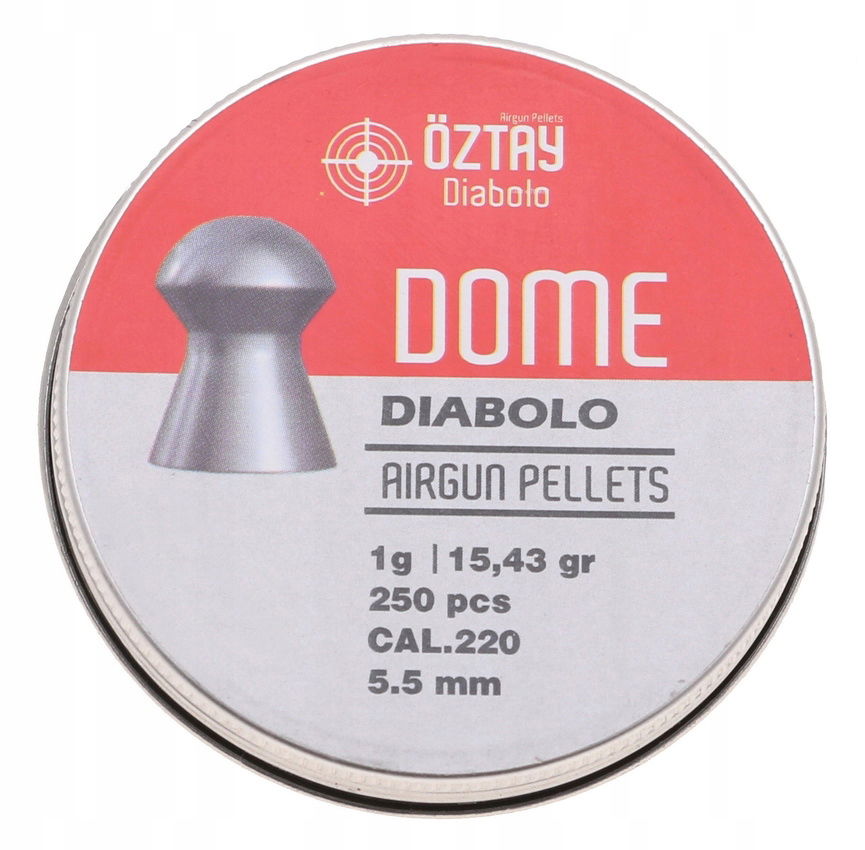 Airgun Pellets
ÖZTAY
Diabolo
DOME
DIABOLO
AIRGUN PELLETS
1g | 15,43 gr
250 pcs
CAL.220
5.5 mm